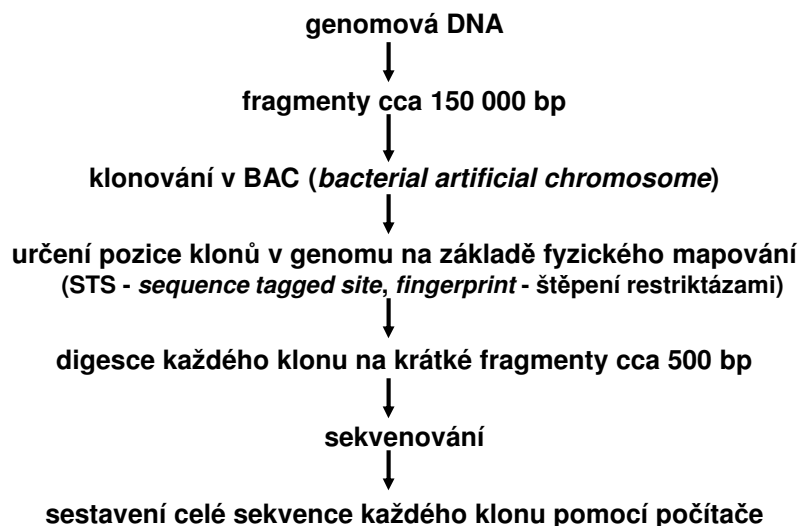 genomová DNA
fragmenty cca 150 000 bp
klonování v BAC (bacterial artificial chromosome)
určení pozice klonů v genomu na základě fyzického mapování
(STS - sequence tagged site, fingerprint - štěpení restriktázami)
digesce každého klonu na krátké fragmenty cca 500 bp
sekvenování
sestavení celé sekvence každého klonu pomocí počítače